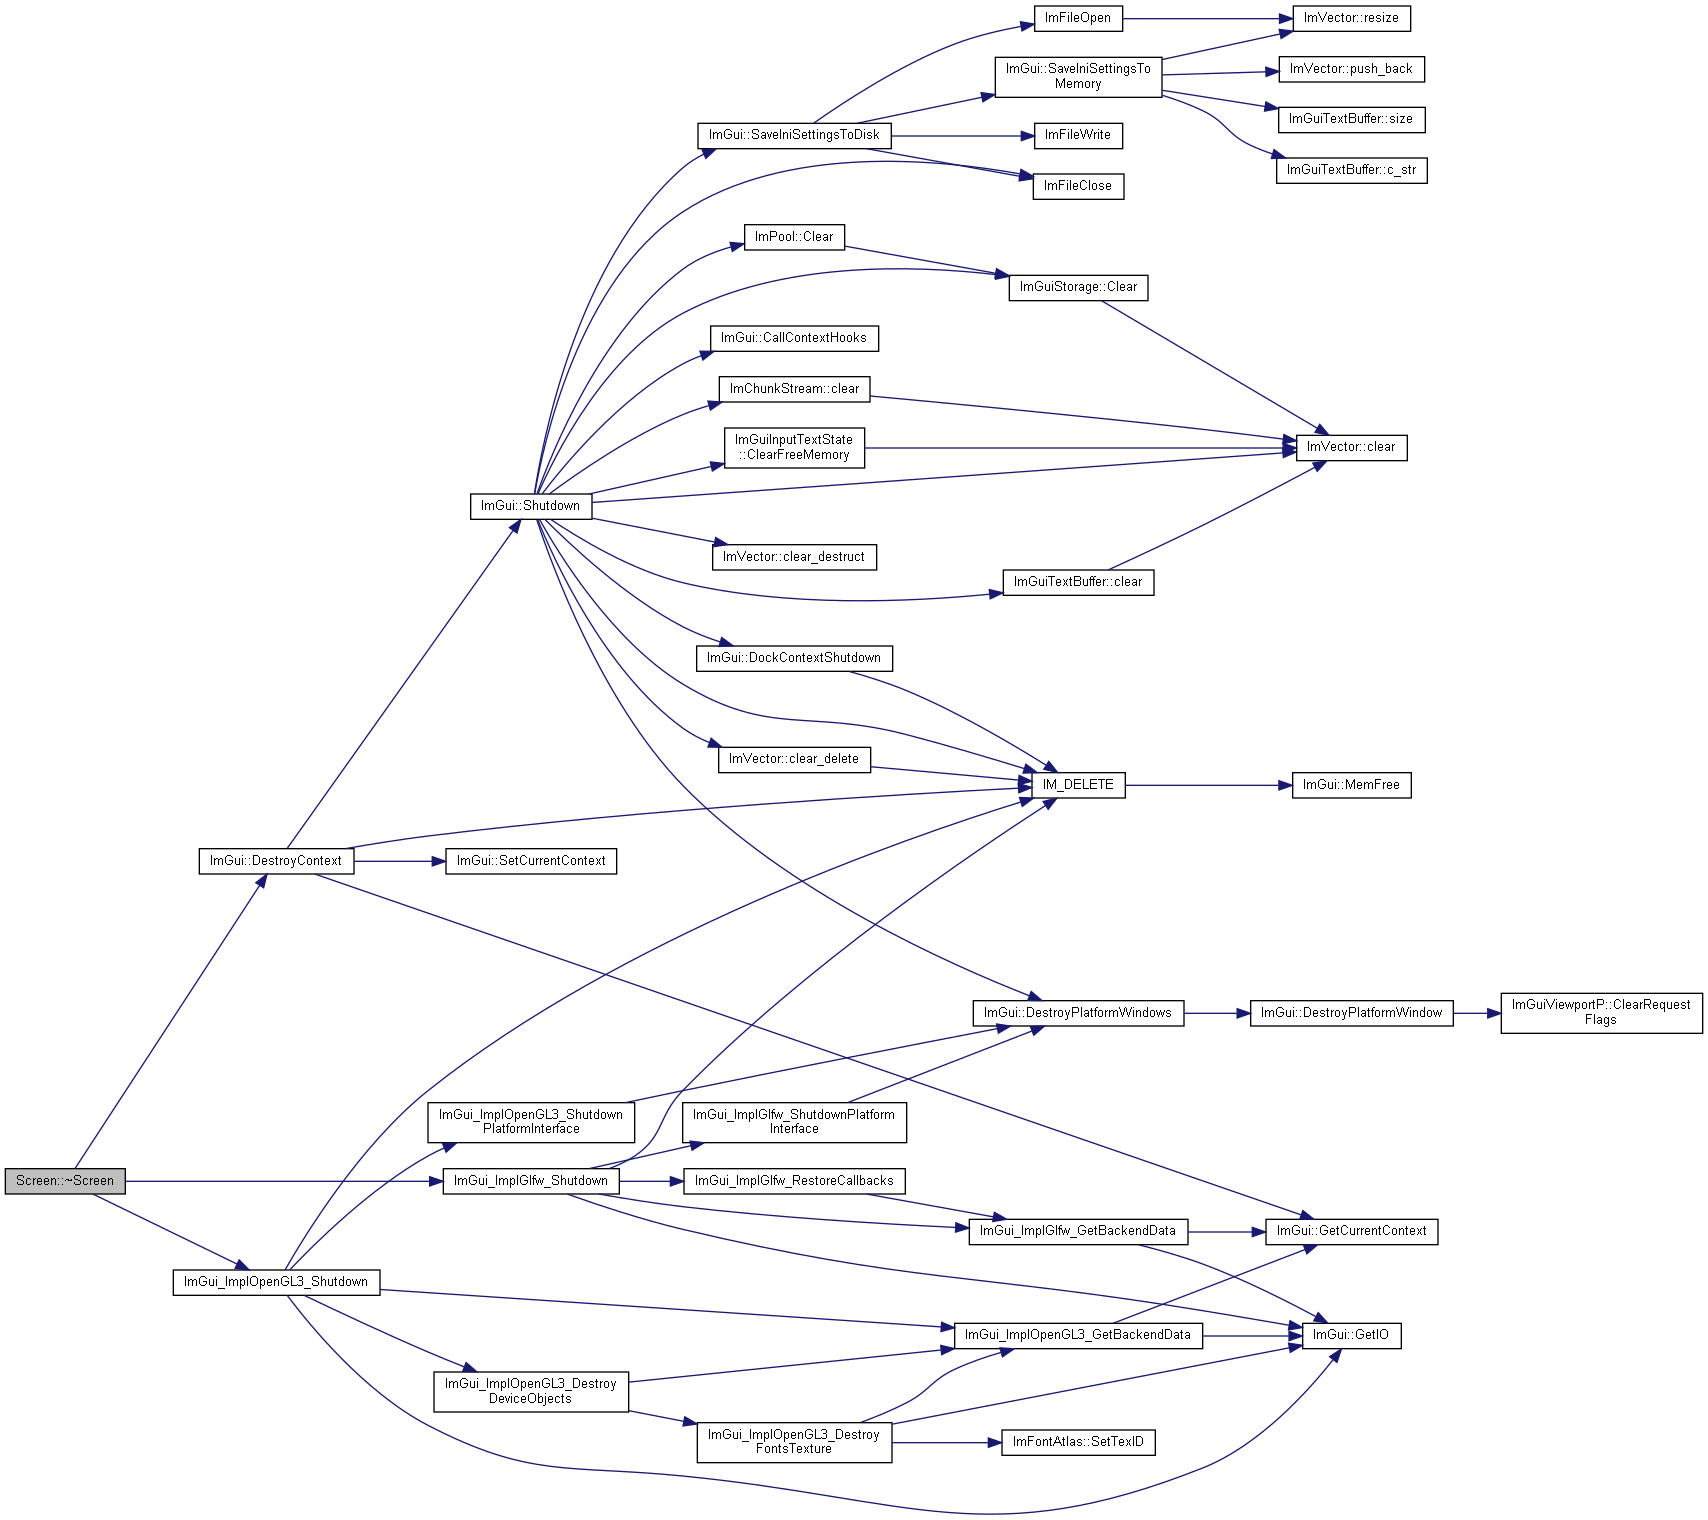 ImFileOpen
ImVector::resize
ImGui::SaveIniSettingsTo
Memory
ImVector::push_back
ImGuiTextBuffer::size
ImGui::SaveIniSettingsToDisk
ImFileWrite
ImGuiTextBuffer::c_str
ImFileClose
ImPool::Clear
ImGuiStorage::Clear
ImGui::CallContextHooks
ImChunkStream::clear
ImGuiInputTextState
::ClearFreeMemory
ImVector::clear
ImGui::Shutdown
ImVector::clear_destruct
ImGuiTextBuffer::clear
ImGui::DockContextShutdown
ImVector::clear_delete
IM_DELETE
ImGui::MemFree
ImGui::DestroyContext
ImGui::SetCurrentContext
ImGui::DestroyPlatformWindows
ImGui::DestroyPlatformWindow
ImGuiViewportP::ClearRequest
Flags
ImGui_ImplOpenGL3_Shutdown
PlatformInterface
ImGui_ImplGlfw_ShutdownPlatform
Interface
Screen::~Screen
ImGui_ImplGlfw_Shutdown
ImGui_ImplGlfw_RestoreCallbacks
ImGui_ImplGlfw_GetBackendData
ImGui::GetCurrentContext
ImGui_ImplOpenGL3_Shutdown
ImGui_ImplOpenGL3_GetBackendData
ImGui::GetIO
ImGui_ImplOpenGL3_Destroy
DeviceObjects
ImGui_ImplOpenGL3_Destroy
FontsTexture
ImFontAtlas::SetTexID